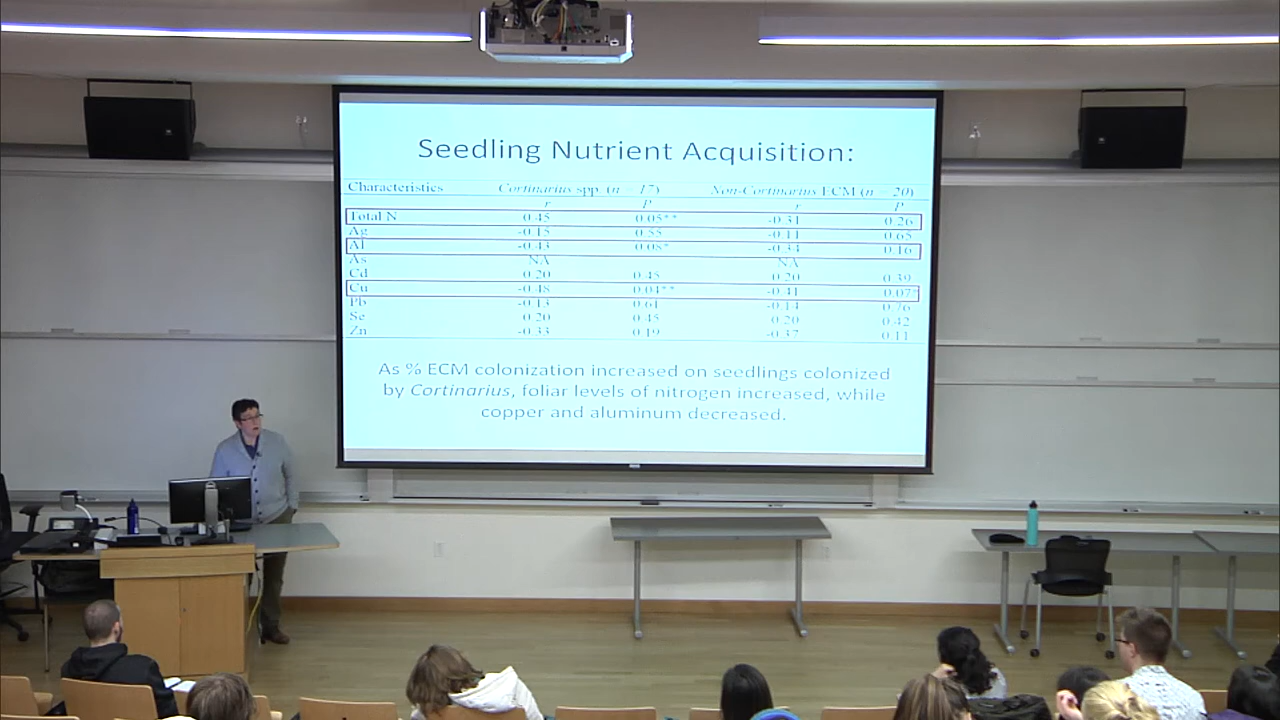 Seedling Nutrient Acquisition:
Characteristics Cortinarius spp. (n = 17) Non-Cortinarius ECM (n = 20)
r P r P
Total N 0.45 0.05** -0.31 0.26
Ag -0.15 0.55 -0.11 0.65
Al -0.43 0.08* -0.34 0.16
As NA NA
Cd 0.20 0.45 0.20 0.39
Cu -0.48 0.04** -0.41 0.07*
Pb -0.13 0.61 -0.14 0.76
Se 0.20 0.45 0.20 0.42
Zn -0.33 0.19 -0.37 0.11
As % ECM colonization increased on seedlings colonized
by Cortinarius, foliar levels of nitrogen increased, while
copper and aluminum decreased.